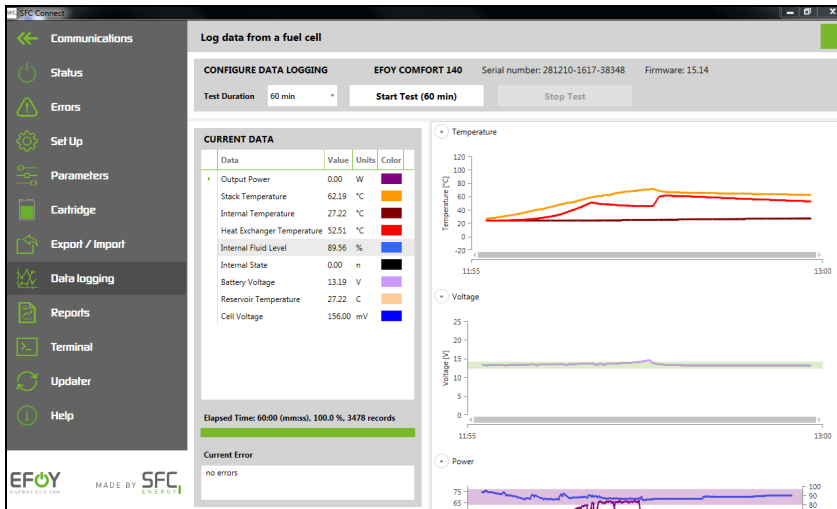 SFC Connect
Communications
Status
Errors
Set Up
Parameters
Cartridge
Export / Import
Data logging
Reports
Terminal
Updater
Help
EFOY
ENERGY FOR YOU
MADE BY SFC
ENERGY
Log data from a fuel cell
CONFIGURE DATA LOGGING EFOY COMFORT 140 Serial number: 281210-1617-38348 Firmware: 15.14
Test Duration 60 min Start Test (60 min) Stop Test
CURRENT DATA
Data Value Units Color
Output Power 0.00 W
Stack Temperature 62.19 °C
Internal Temperature 27.22 °C
Heat Exchanger Temperature 52.51 °C
Internal Fluid Level 89.56 %
Internal State 0.00 n
Battery Voltage 13.19 V
Reservoir Temperature 27.22 C
Cell Voltage 156.00 mV
Elapsed Time: 60:00 (mm:ss), 100.0 %, 3478 records
Current Error
no errors
Temperature
Temperature [°C]
120
100
80
60
40
20
0
-20
11:55 13:00
Voltage
Voltage [V]
25
20
15
10
5
0
11:55 13:00
Power
75
65
100
90
80